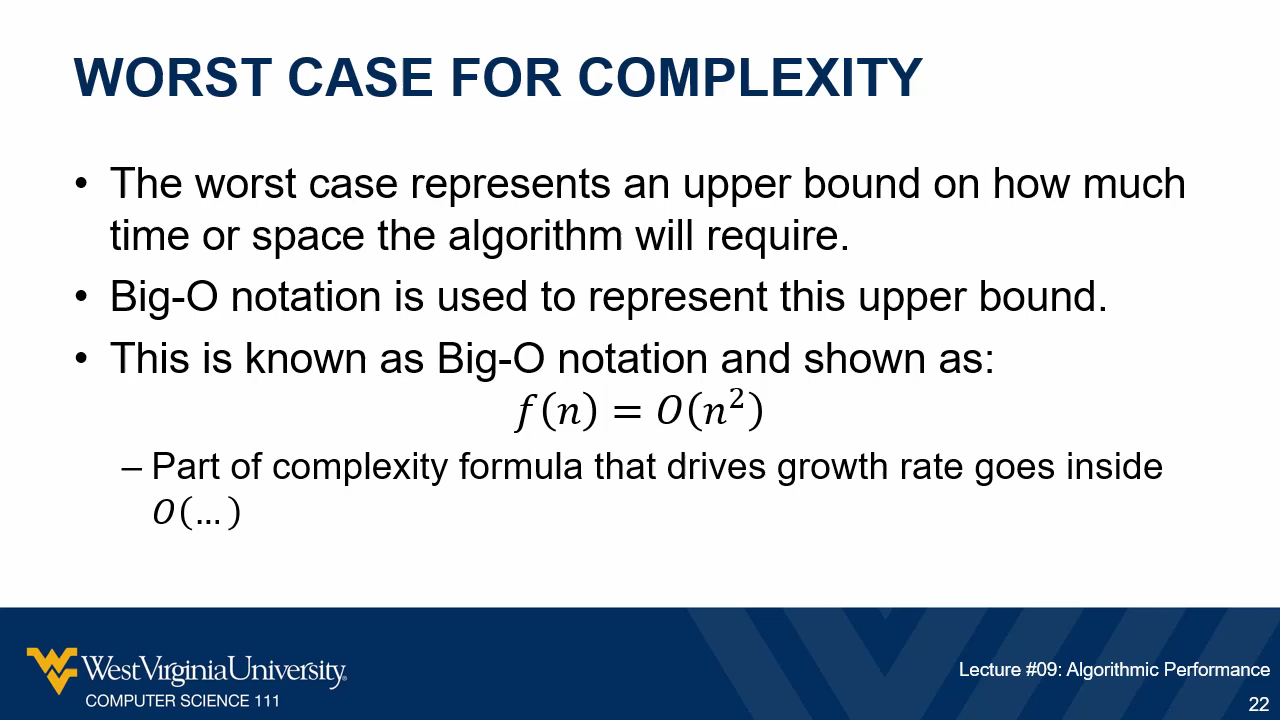 WORST CASE FOR COMPLEXITY
• The worst case represents an upper bound on how much
time or space the algorithm will require.
• Big-O notation is used to represent this upper bound.
• This is known as Big-O notation and shown as:
f(n) = O(n²)
– Part of complexity formula that drives growth rate goes inside
O(…)
WestVirginiaUniversity®
COMPUTER SCIENCE 111
Lecture #09: Algorithmic Performance
22